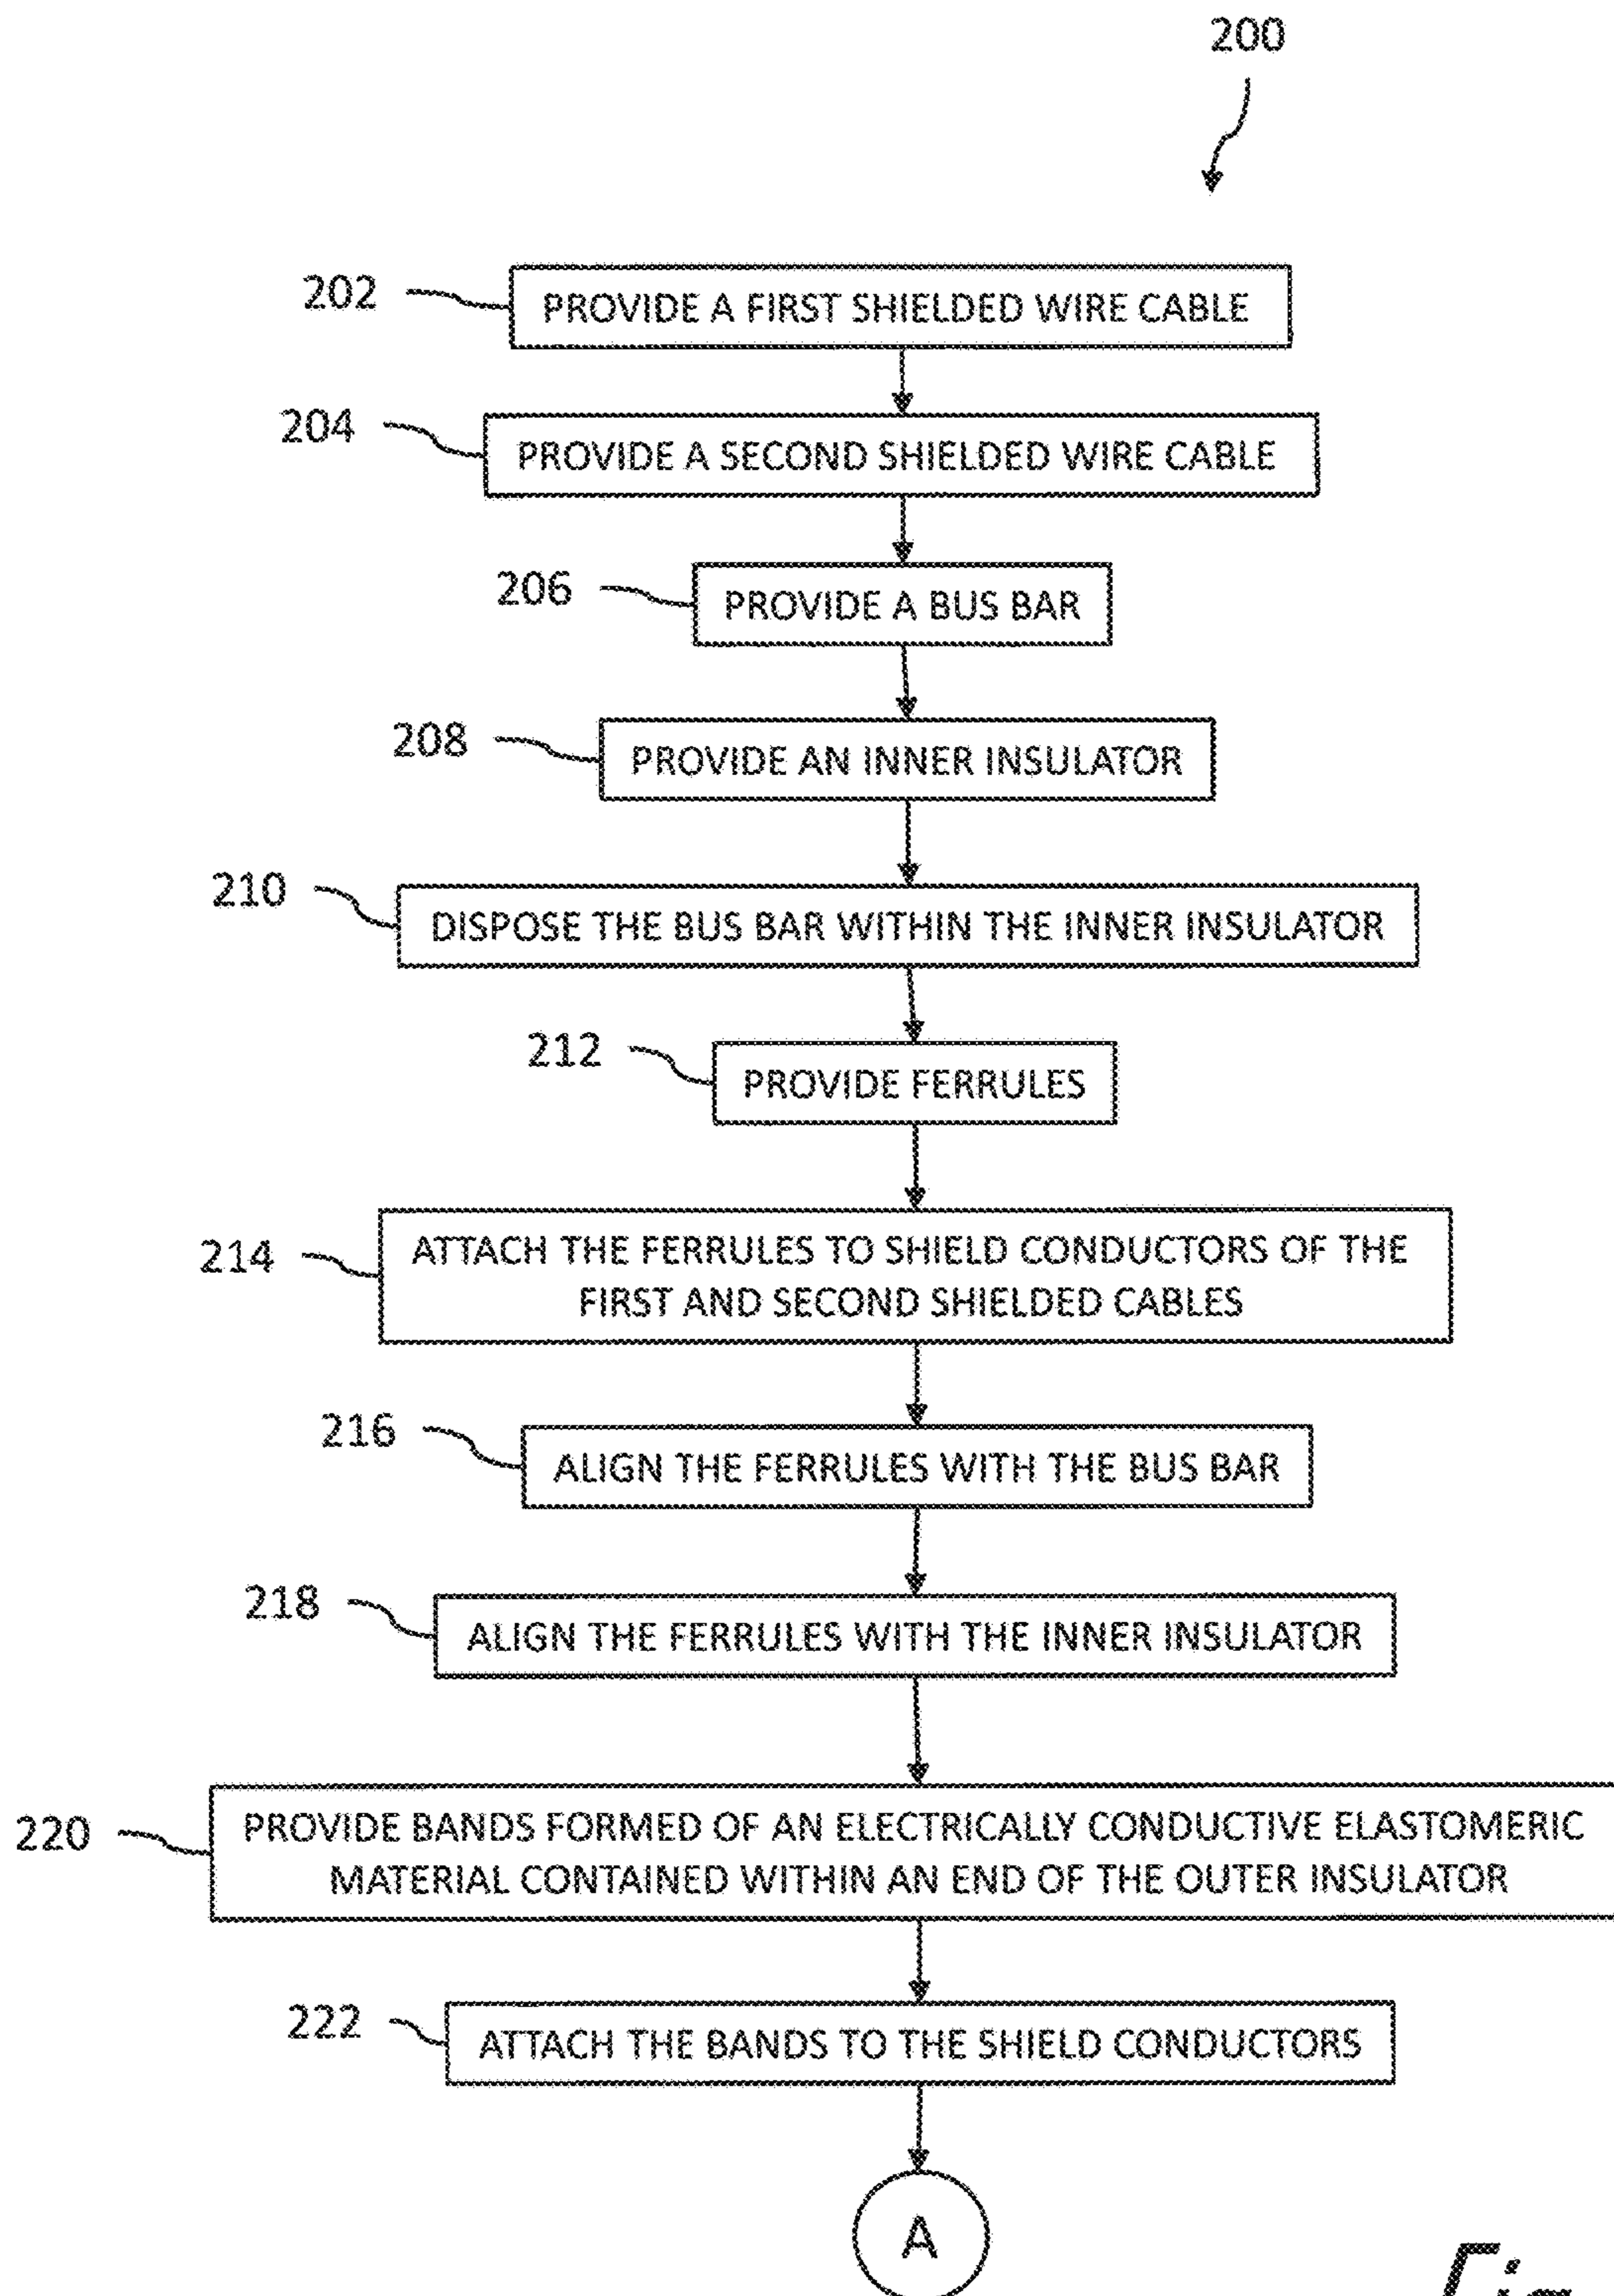 200
202
PROVIDE A FIRST SHIELDED WIRE CABLE
204
PROVIDE A SECOND SHIELDED WIRE CABLE
206
PROVIDE A BUS BAR
208
PROVIDE AN INNER INSULATOR
210
DISPOSE THE BUS BAR WITHIN THE INNER INSULATOR
212
PROVIDE FERRULES
214
ATTACH THE FERRULES TO SHIELD CONDUCTORS OF THE
FIRST AND SECOND SHIELDED CABLES
216
ALIGN THE FERRULES WITH THE BUS BAR
218
ALIGN THE FERRULES WITH THE INNER INSULATOR
220
PROVIDE BANDS FORMED OF AN ELECTRICALLY CONDUCTIVE ELASTOMERIC
MATERIAL CONTAINED WITHIN AN END OF THE OUTER INSULATOR
222
ATTACH THE BANDS TO THE SHIELD CONDUCTORS
A